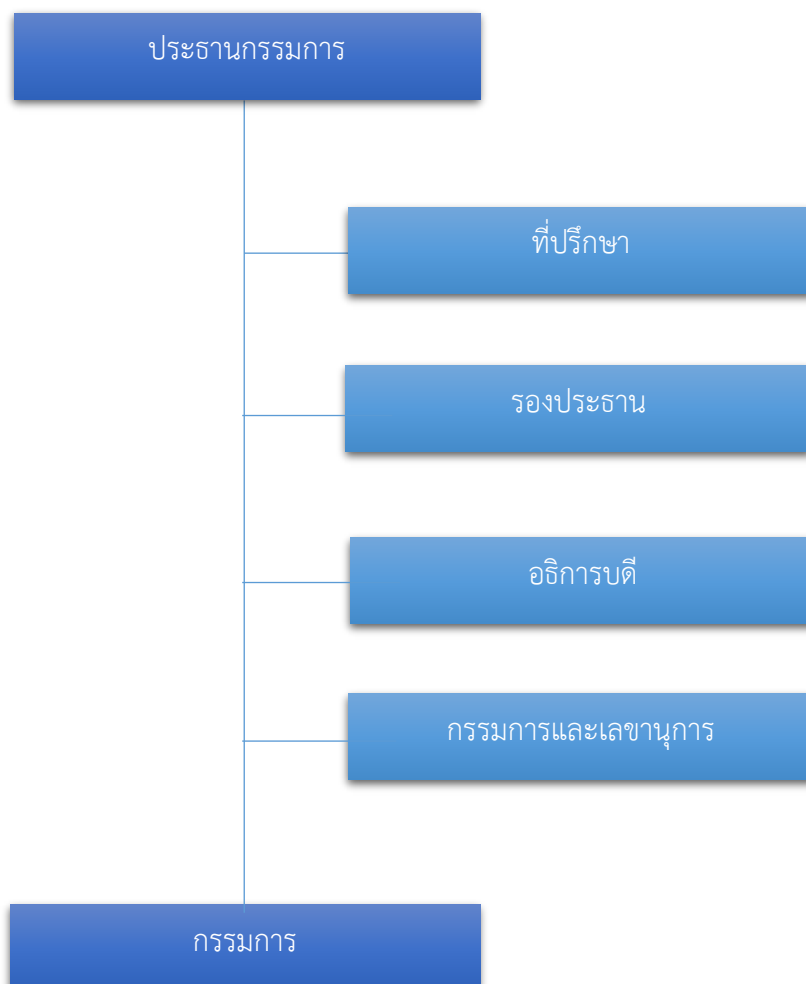 ประธานกรรมการ
ที่ปรึกษา
รองประธาน
อธิการบดี
กรรมการและเลขานุการ
กรรมการ